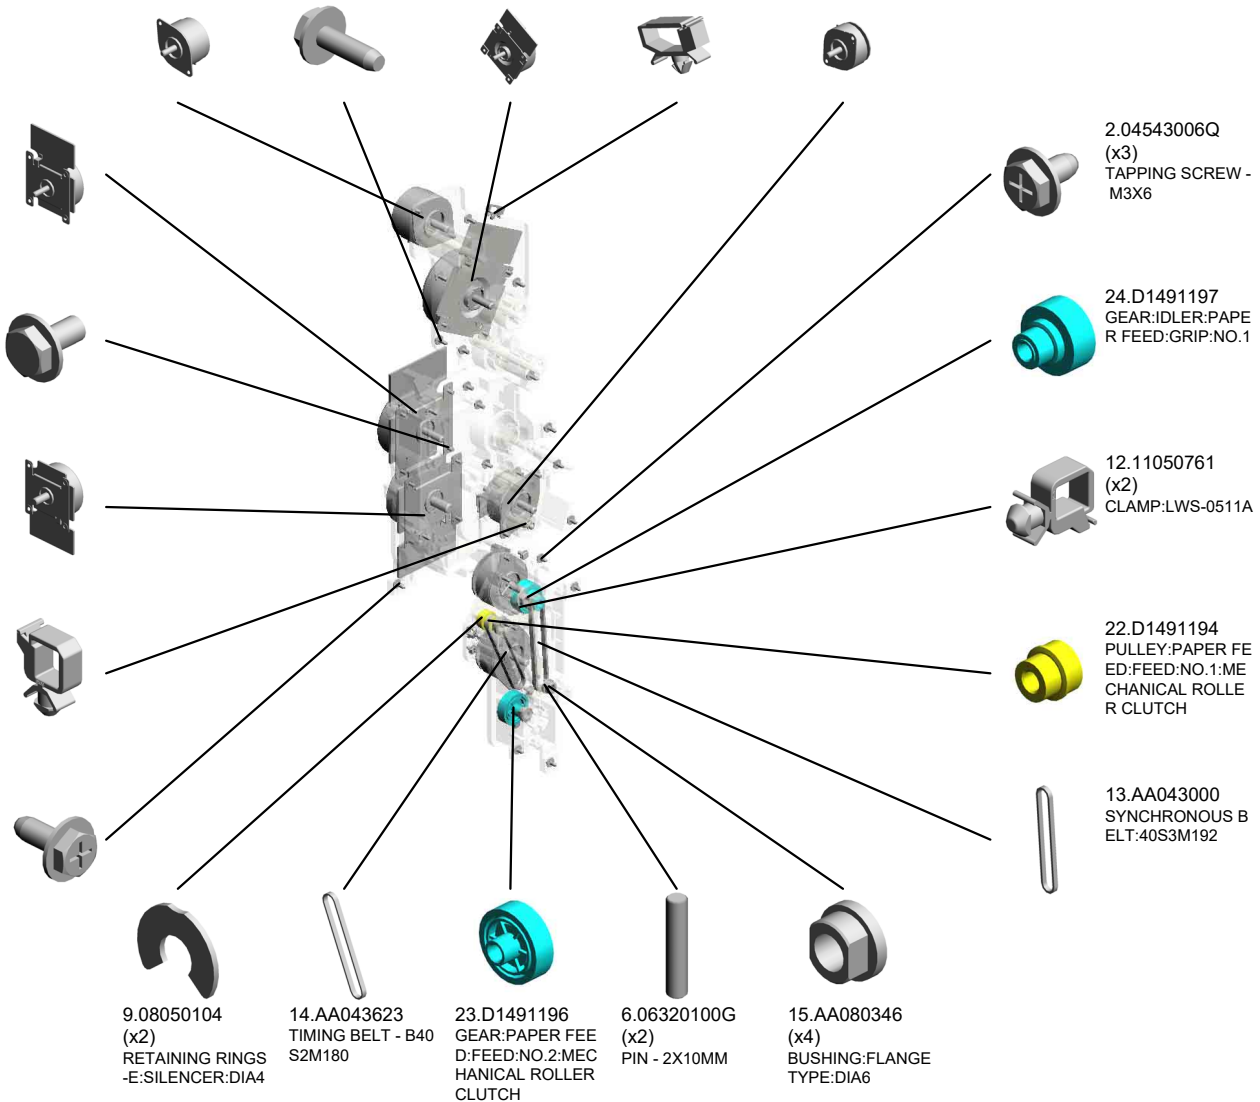 2.04543006Q
(x3)
TAPPING SCREW -
M3X6
24.D1491197
GEAR:IDLER:PAPE
R FEED:GRIP:NO.1
12.11050761
(x2)
CLAMP:LWS-0511A
22.D1491194
PULLEY:PAPER FE
ED:FEED:NO.1:ME
CHANICAL ROLLE
R CLUTCH
13.AA043000
SYNCHRONOUS B
ELT:40S3M192
9.08050104
(x2)
RETAINING RINGS
-E:SILENCER:DIA4
14.AA043623
TIMING BELT - B40
S2M180
23.D1491196
GEAR:PAPER FEE
D:FEED:NO.2:MEC
HANICAL ROLLER
CLUTCH
6.06320100G
(x2)
PIN - 2X10MM
15.AA080346
(x4)
BUSHING:FLANGE
TYPE:DIA6